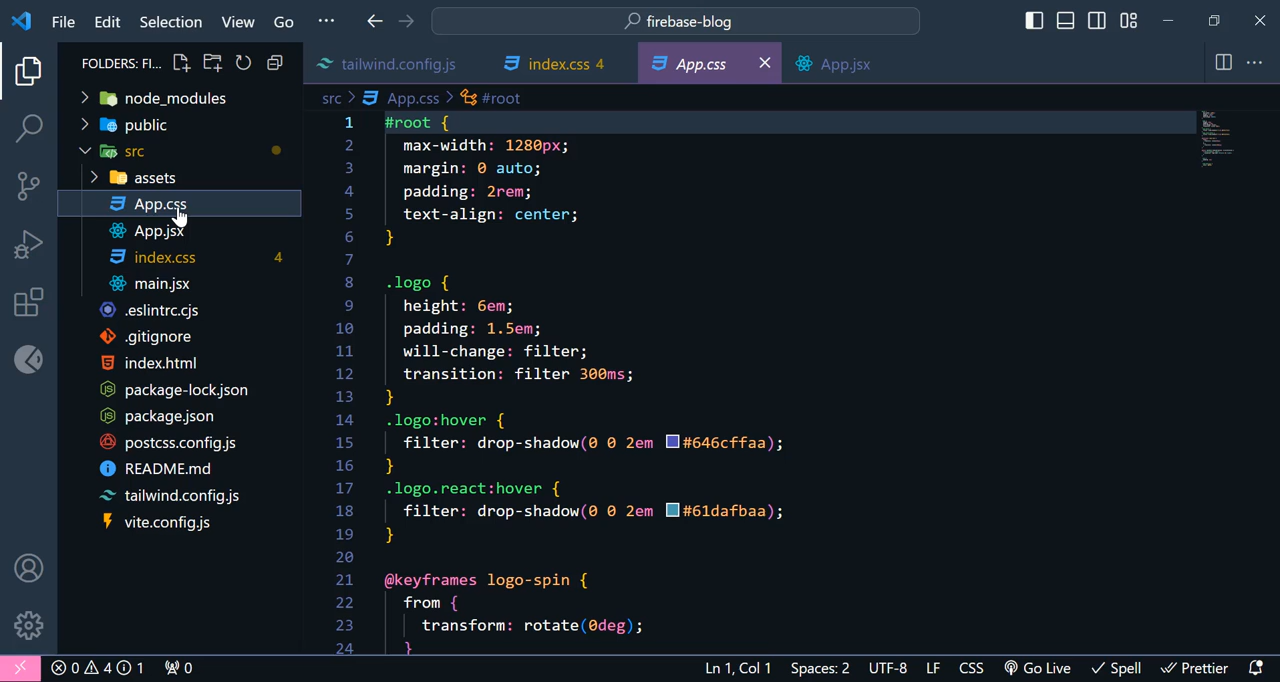 File Edit Selection View Go ··· firebase-blog
FOLDERS: FI...
node_modules
public
src
assets
App.css
App.jsx
index.css 4
main.jsx
.eslintrc.cjs
.gitignore
index.html
package-lock.json
package.json
postcss.config.js
README.md
tailwind.config.js
vite.config.js
tailwind.config.js index.css 4 App.css App.jsx
src > App.css > #root
1 #root {
2 max-width: 1280px;
3 margin: 0 auto;
4 padding: 2rem;
5 text-align: center;
6 }
7
8 .logo {
9 height: 6em;
10 padding: 1.5em;
11 will-change: filter;
12 transition: filter 300ms;
13 }
14 .logo:hover {
15 filter: drop-shadow(0 0 2em #646cffaa);
16 }
17 .logo.react:hover {
18 filter: drop-shadow(0 0 2em #61dafbaa);
19 }
20
21 @keyframes logo-spin {
22 from {
23 transform: rotate(0deg);
24 }
0 4 1 0 Ln 1, Col 1 Spaces: 2 UTF-8 LF CSS Go Live Spell Prettier